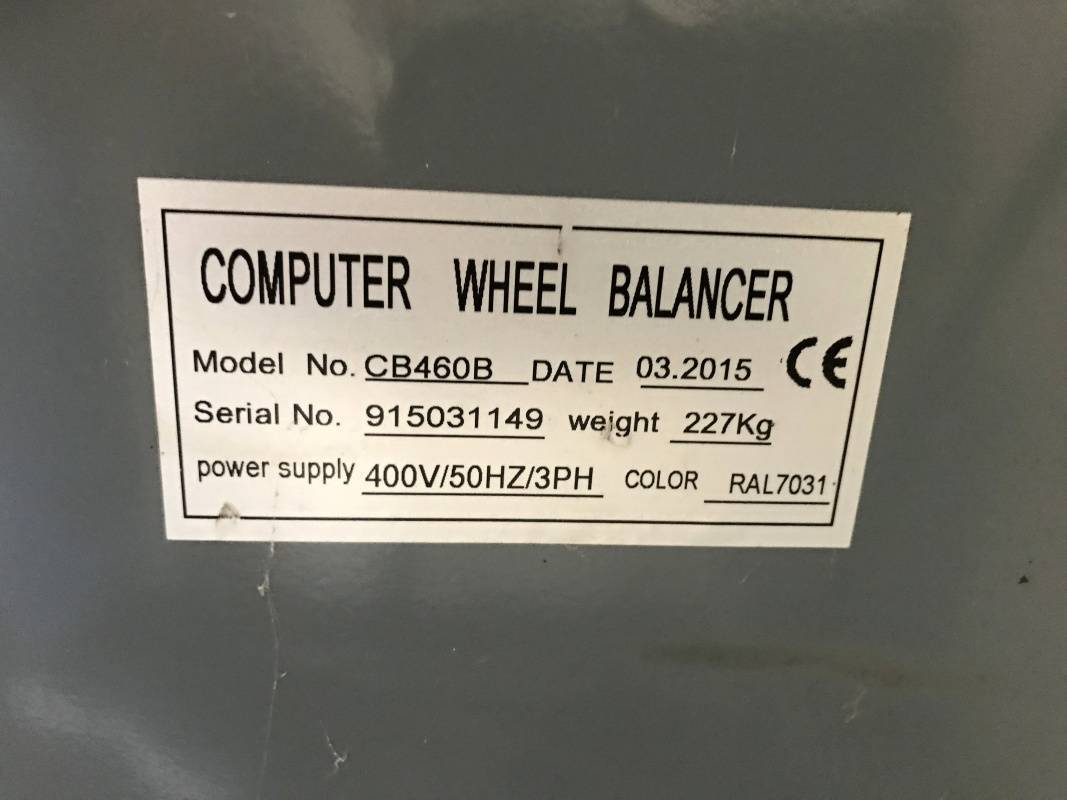 COMPUTER WHEEL BALANCER
Model No. CB460B DATE 03.2015 CE
Serial No. 915031149 weight 227Kg
power supply 400V/50HZ/3PH COLOR RAL7031